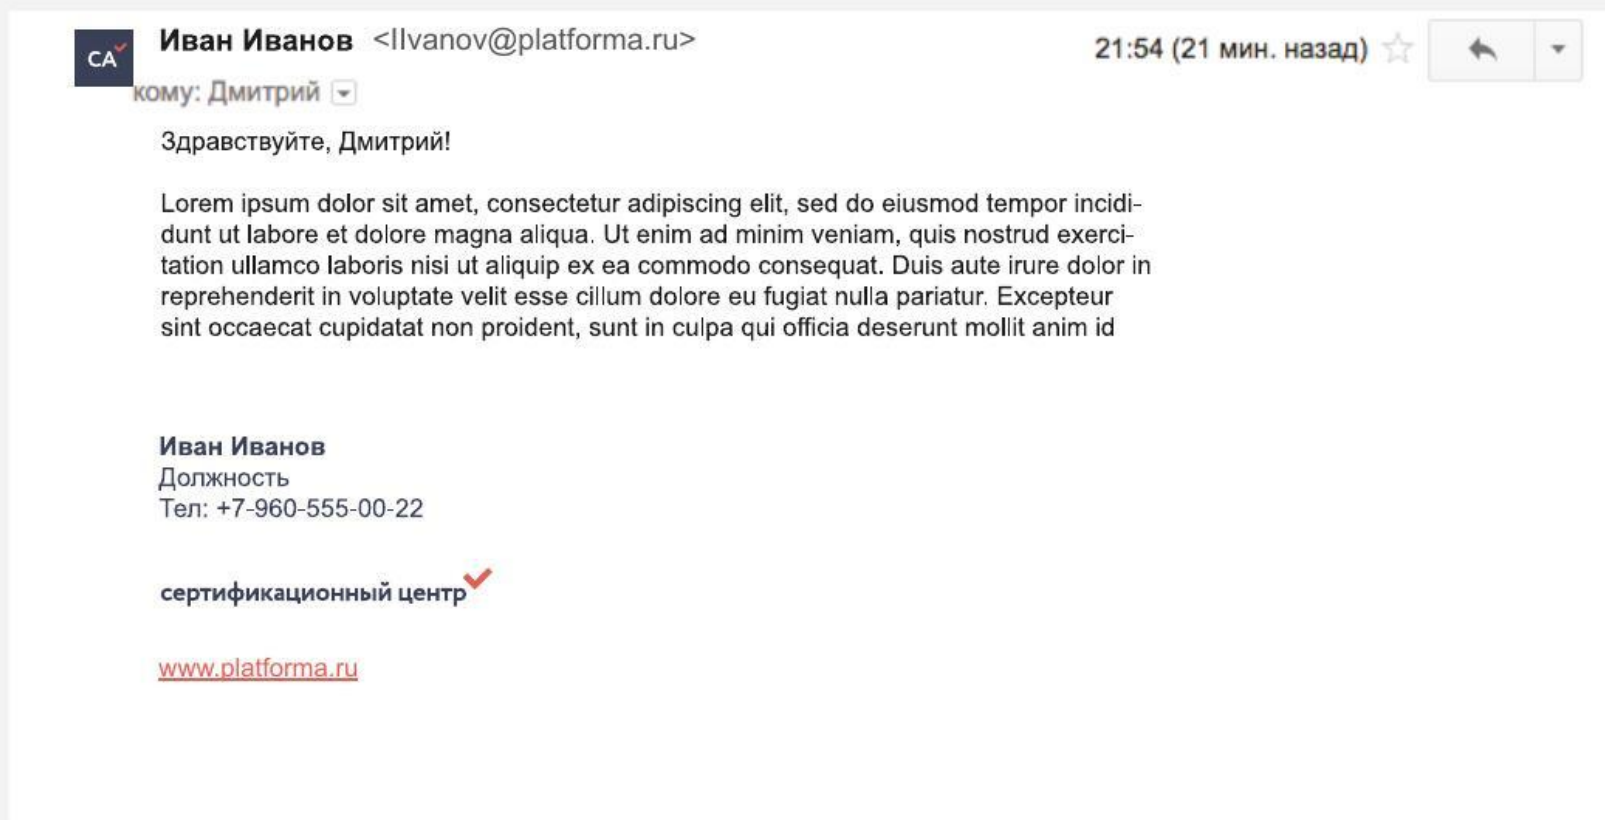 CA
Иван Иванов <IIvanov@platforma.ru>
21:54 (21 мин. назад)
кому: Дмитрий
Здравствуйте, Дмитрий!
Lorem ipsum dolor sit amet, consectetur adipiscing elit, sed do eiusmod tempor incidi-
dunt ut labore et dolore magna aliqua. Ut enim ad minim veniam, quis nostrud exerci-
tation ullamco laboris nisi ut aliquip ex ea commodo consequat. Duis aute irure dolor in
reprehenderit in voluptate velit esse cillum dolore eu fugiat nulla pariatur. Excepteur
sint occaecat cupidatat non proident, sunt in culpa qui officia deserunt mollit anim id
Иван Иванов
Должность
Тел: +7-960-555-00-22
сертификационный центр
www.platforma.ru